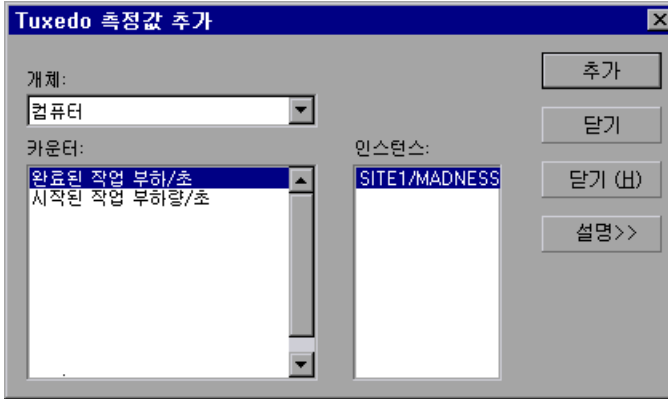 Tuxedo 측정값 추가
개체:
컴퓨터
카운터:
완료된 작업 부하/초
시작된 작업 부하량/초
인스턴스:
SITE1/MADNESS
추가
닫기
닫기 (H)
설명>>